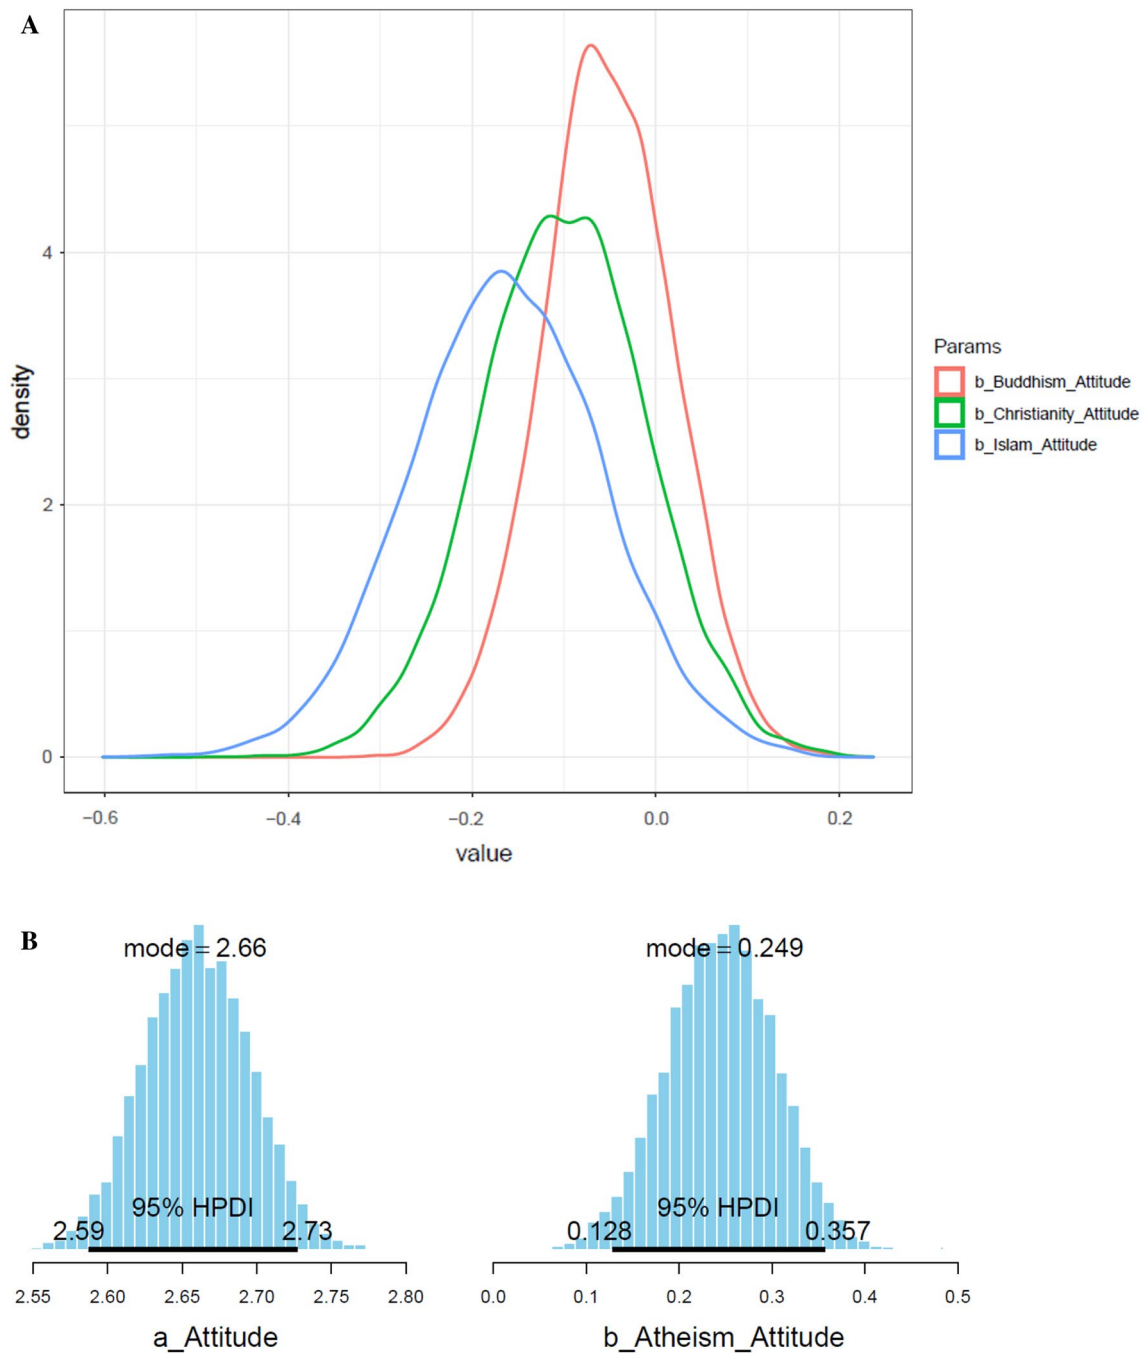 A
density
4
2
0
−0.6
−0.4
−0.2
0.0
0.2
value
Params
b_Buddhism_Attitude
b_Christianity_Attitude
b_Islam_Attitude
B
mode = 2.66
95% HPDI
2.59
2.73
2.55
2.60
2.65
2.70
2.75
2.80
a_Attitude
mode = 0.249
95% HPDI
0.128
0.357
0.0
0.1
0.2
0.3
0.4
0.5
b_Atheism_Attitude